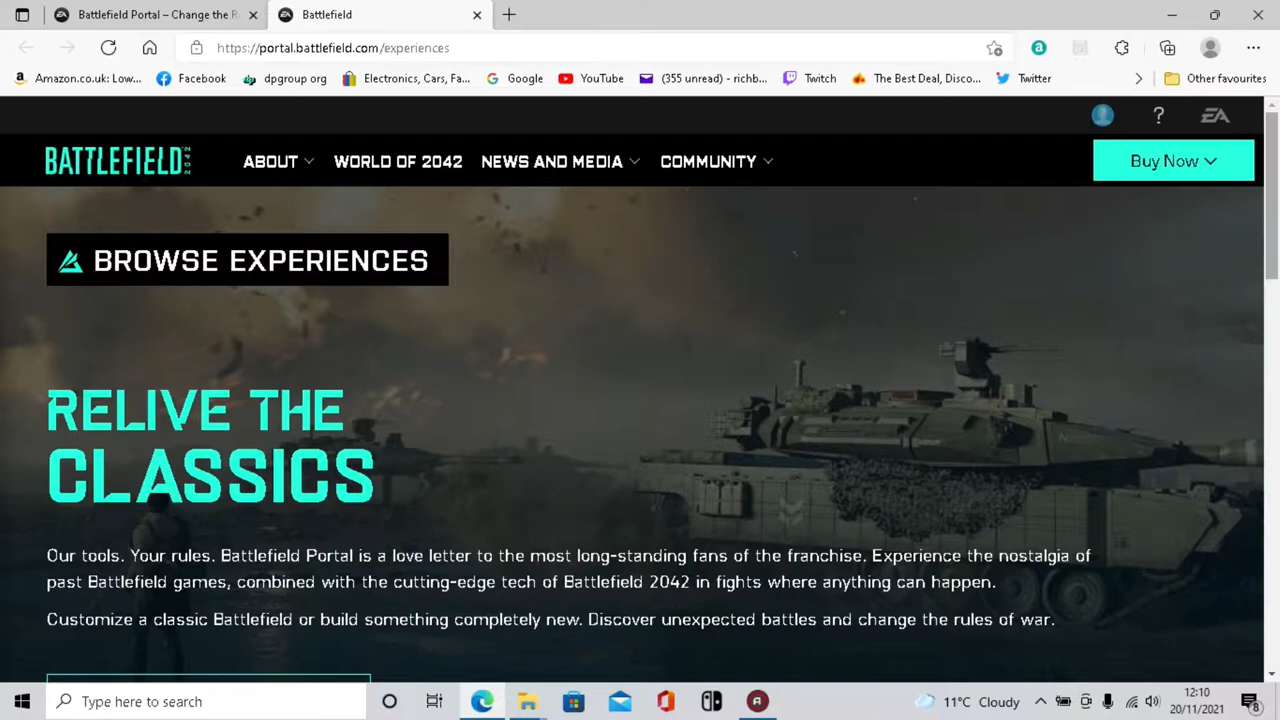 Battlefield Portal – Change the R
Battlefield
https://portal.battlefield.com/experiences
Amazon.co.uk: Low...
Facebook
dpgroup org
Electronics, Cars, Fa...
Google
YouTube
(355 unread) - richb...
Twitch
The Best Deal, Disco...
Twitter
Other favourites
? EA
BATTLEFIELD 2042
ABOUT
WORLD OF 2042
NEWS AND MEDIA
COMMUNITY
Buy Now
BROWSE EXPERIENCES
RELIVE THE
CLASSICS
Our tools. Your rules. Battlefield Portal is a love letter to the most long-standing fans of the franchise. Experience the nostalgia of
past Battlefield games, combined with the cutting-edge tech of Battlefield 2042 in fights where anything can happen.
Customize a classic Battlefield or build something completely new. Discover unexpected battles and change the rules of war.
Type here to search
11°C Cloudy
12:10
20/11/2021
8